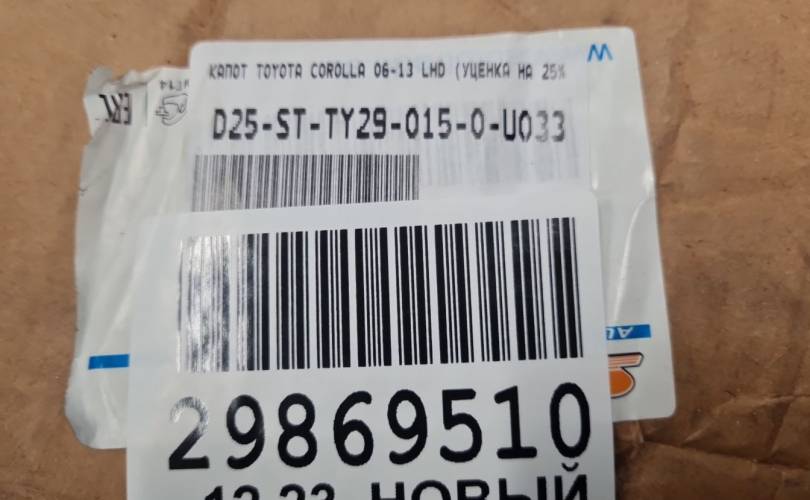 КАПОТ TOYOTA COROLLA 06-13 LHD (УЦЕНКА НА 25%
D25-ST-TY29-015-0-U033
29869510
НОВЫЙ